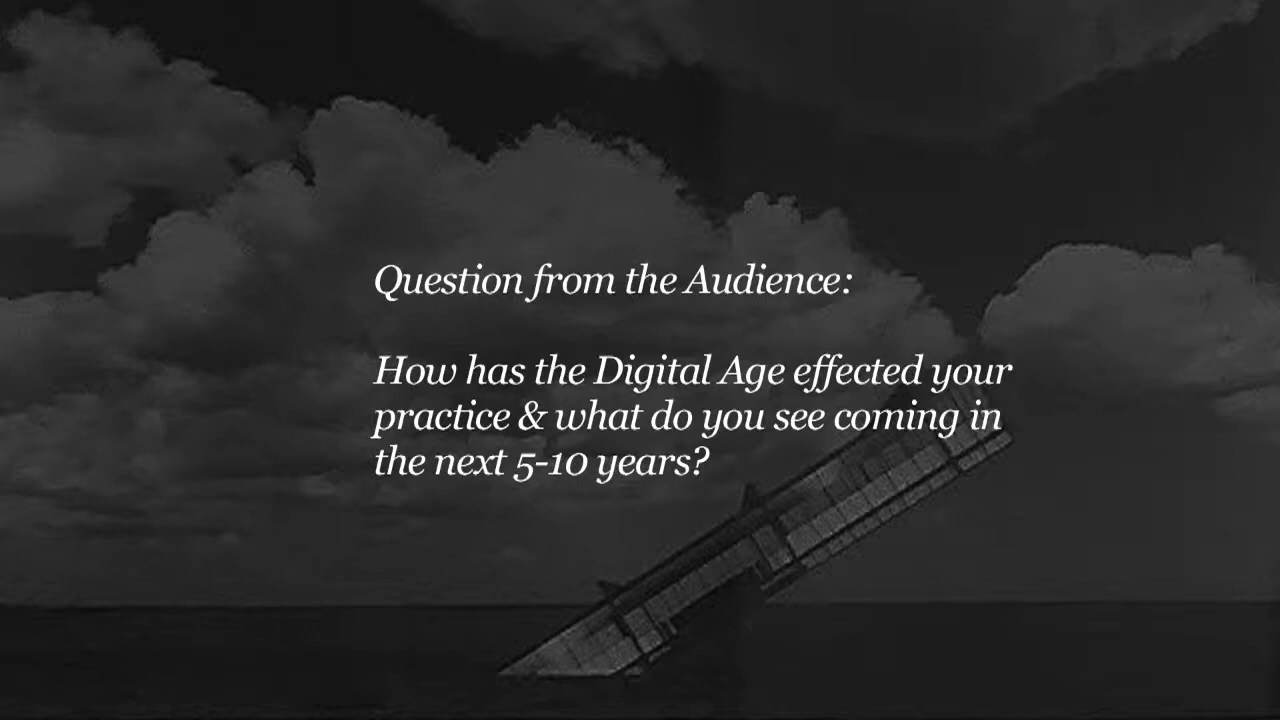 Question from the Audience:
How has the Digital Age effected your
practice & what do you see coming in
the next 5-10 years?